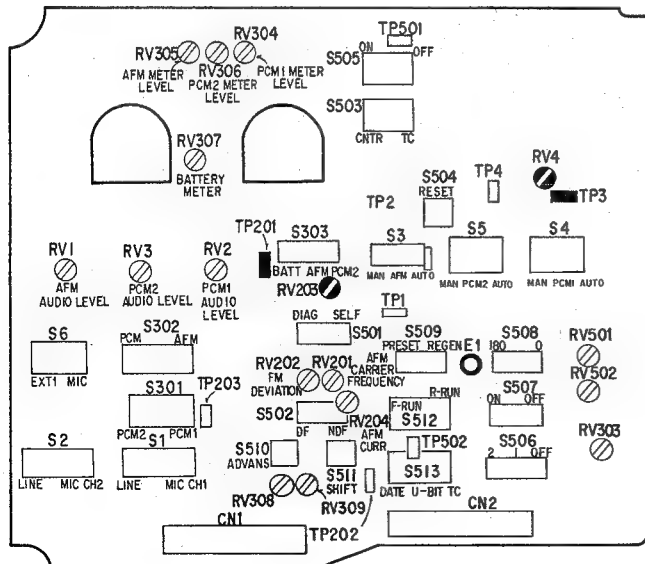 TP501
RV304
RV305
ON
OFF
S505
RV306
AFM METER
LEVEL
PCM2 METER
LEVEL
PCM1 METER
LEVEL
S503
CNTR TC
RV307
BATTERY
METER
S504
RESET
TP4
RV4
TP3
TP2
TP201
S303
BATT AFM PCM2
S3
MAN AFM AUTO
S5
MAN PCM2 AUTO
S4
MAN PCM1 AUTO
RV1
AFM
AUDIO LEVEL
RV3
PCM2
AUDIO LEVEL
RV2
PCM1
AUDIO
LEVEL
RV203
TP1
DIAG SELF
S501
S6
EXT1 MIC
S302
PCM AFM
S509
PRESET REGEN
E1
S508
180 0
RV501
RV502
RV202
FM
DEVIATION
RV201
AFM
CARRIER
FREQUENCY
S301
PCM2 PCM1
TP203
S502
DF NDF
RV204
AFM
CURR
R-RUN
F-RUN
S512
S507
ON OFF
RV303
TP502
S2
LINE MIC CH2
S1
LINE MIC CH1
S510
ADVANS
S511
SHIFT
S513
DATE U-BIT TC
S506
2 1 OFF
RV308
RV309
CN1
TP202
CN2